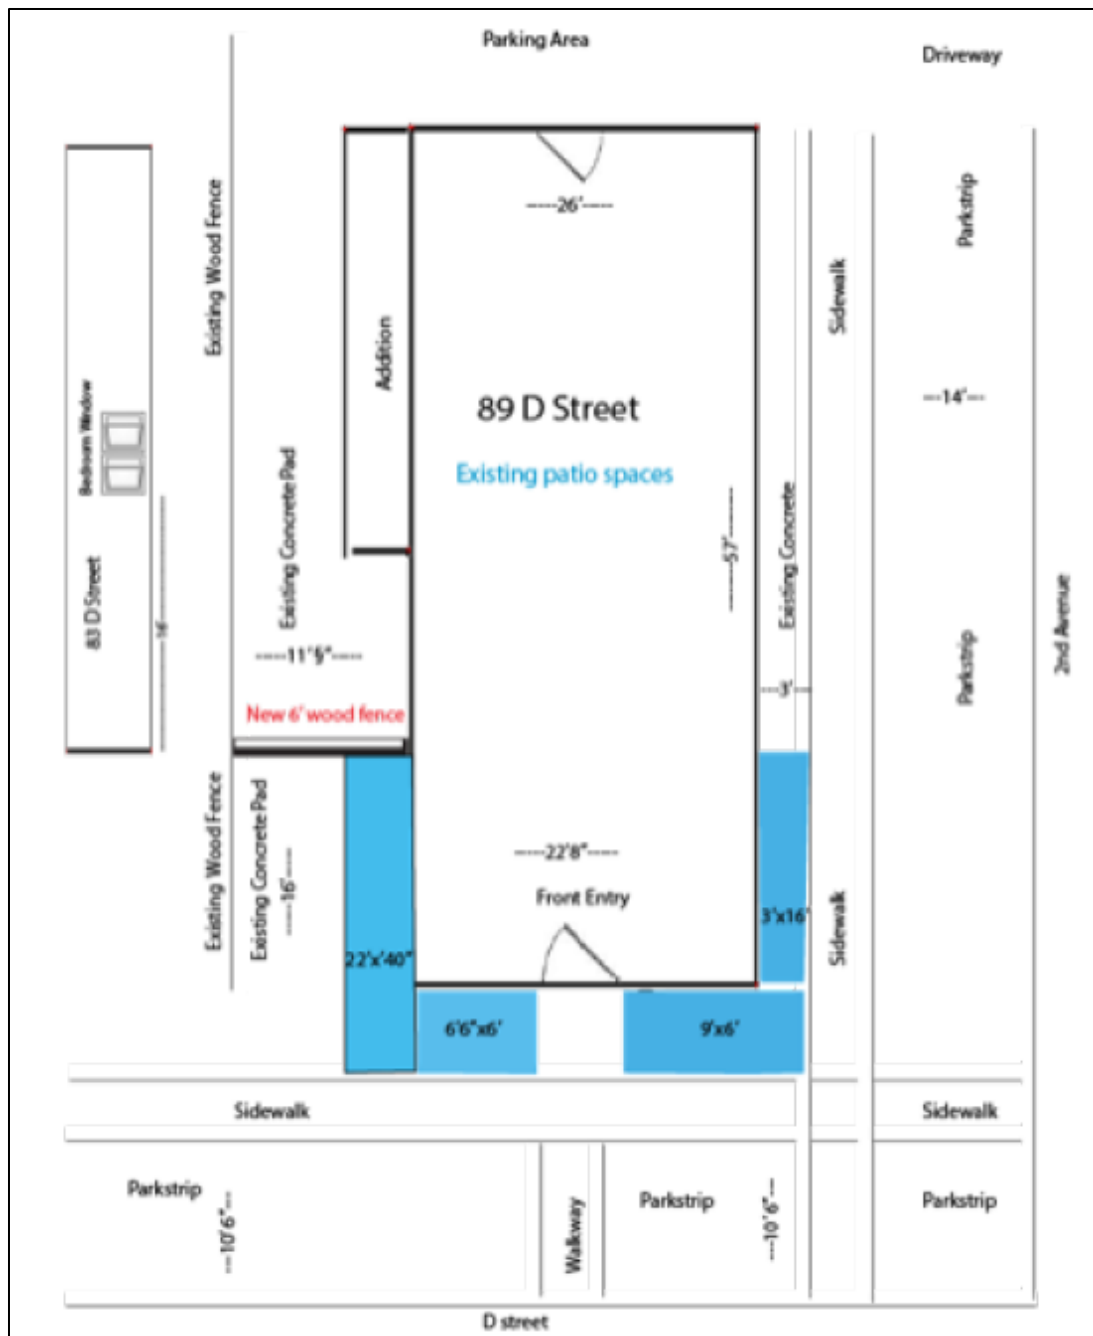 Parking Area
Driveway
Existing Wood Fence
Parkstrip
-----26'-----
Sidewalk
Addition
Bedroom Window
89 D Street
---14'---
Existing patio spaces
Existing Concrete Pad
-------57'-------
Existing Concrete
83 D Street
2nd Avenue
-----11' 9"-----
Parkstrip
---3'---
New 6' wood fence
Existing Wood Fence
Existing Concrete Pad
-----16'-----
-----22'8"-----
Front Entry
3'x16'
Sidewalk
22'x'40"
6'6"x6'
9'x6'
Sidewalk
Sidewalk
Parkstrip
---10'6"---
Walkway
Parkstrip
---10'6"---
Parkstrip
D street